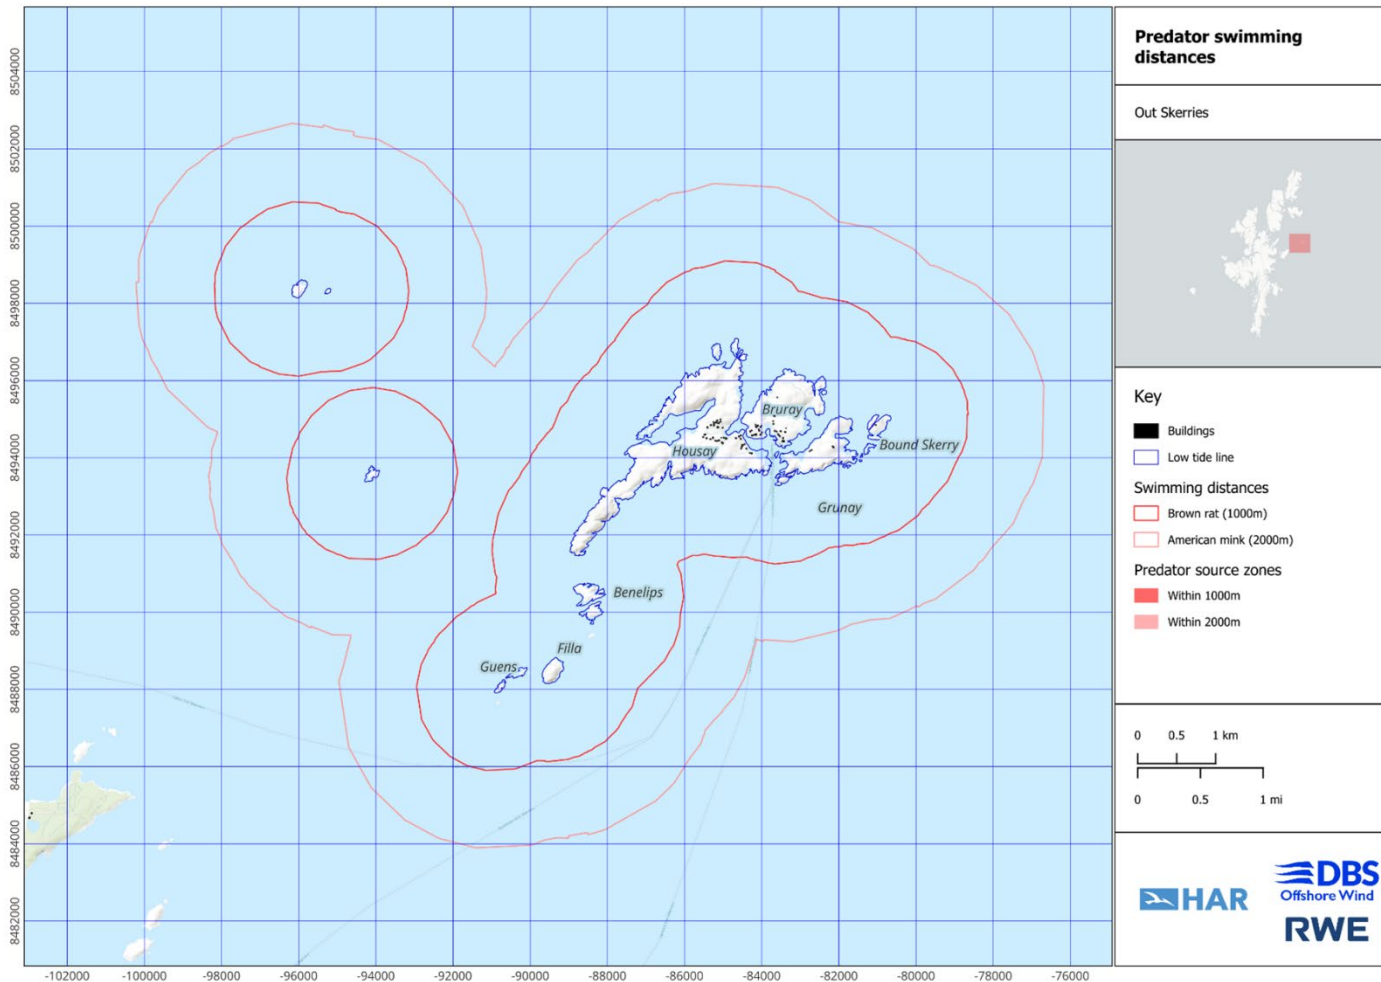 Predator swimming
distances
Out Skerries
Key
Buildings
Low tide line
Swimming distances
Brown rat (1000m)
American mink (2000m)
Predator source zones
Within 1000m
Within 2000m
0 0.5 1 km
0 0.5 1 mi
HAR
DBS
Offshore Wind
RWE
Bruray
Housay
Bound Skerry
Grunay
Benelips
Filla
Guens
8504000
8502000
8500000
8498000
8496000
8494000
8492000
8490000
8488000
8486000
8484000
8482000
-102000 -100000 -98000 -96000 -94000 -92000 -90000 -88000 -86000 -84000 -82000 -80000 -78000 -76000